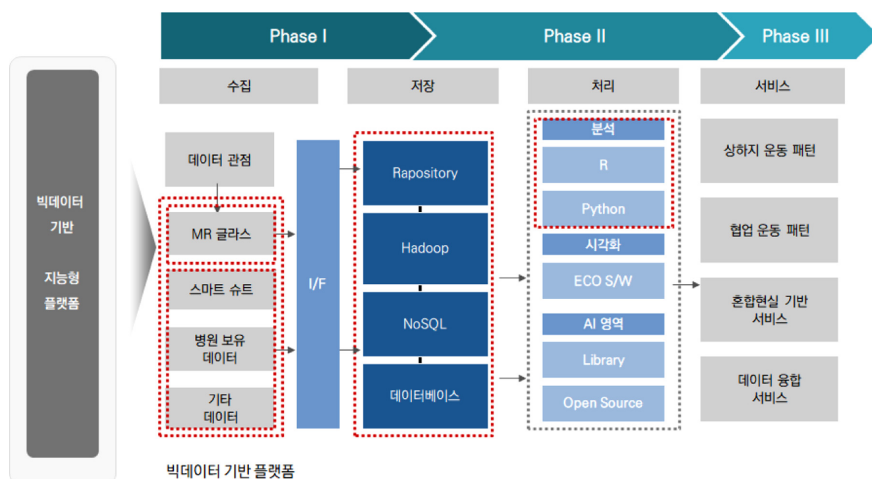 Phase I
Phase II
Phase III
수집
저장
처리
서비스
빅데이터
기반
지능형
플랫폼
데이터 관점
MR 글라스
스마트 슈트
병원 보유
데이터
기타
데이터
I/F
Rapository
Hadoop
NoSQL
데이터베이스
분석
R
Python
시각화
ECO S/W
AI 영역
Library
Open Source
상하지 운동 패턴
협업 운동 패턴
혼합현실 기반
서비스
데이터 융합
서비스
빅데이터 기반 플랫폼